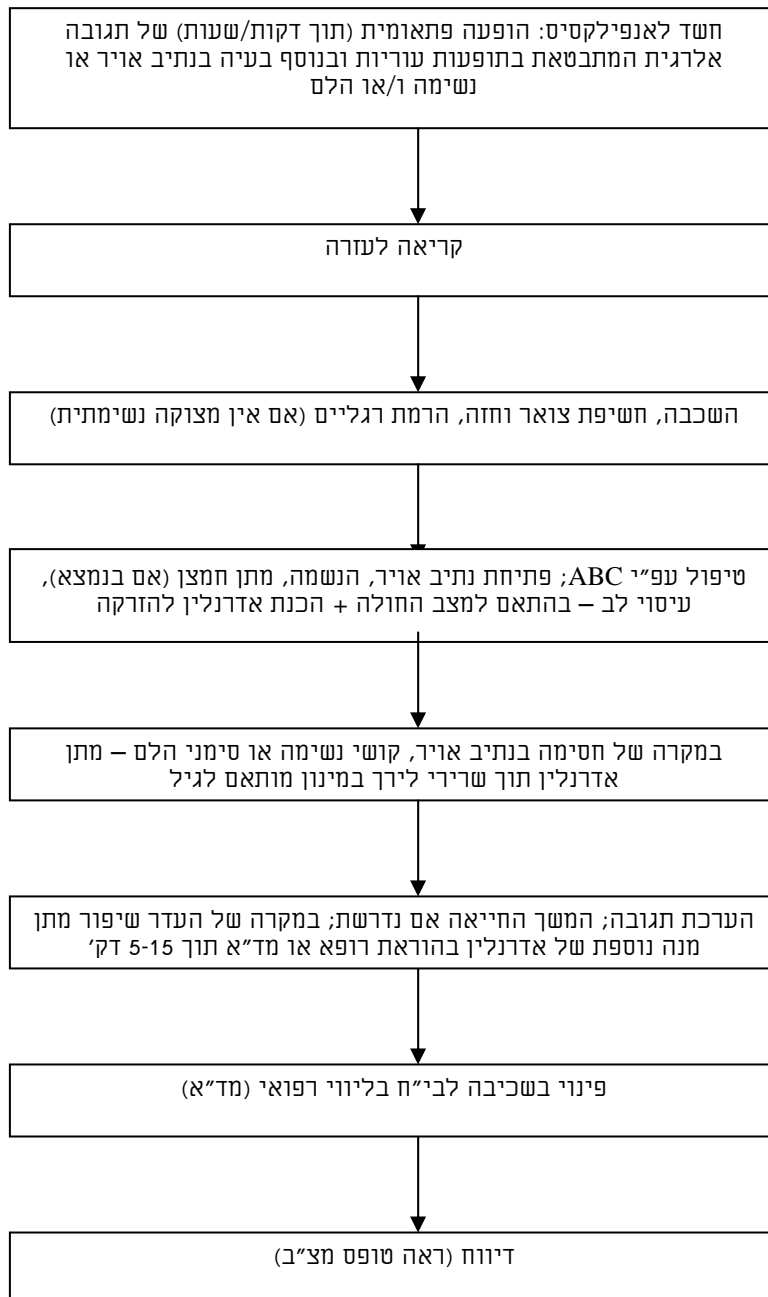 חשד לאנפילקסיס: הופעה פתאומית (תוך דקות/שעות) של תגובה
אלרגית המתבטאת בתופעות עוריות ובנוסף בעיה בנתיב אויר או
נשימה ו/או הלם
קריאה לעזרה
השכבה, חשיפת צואר וחזה, הרמת רגליים (אם אין מצוקה נשימתית)
טיפול עפ״י ABC; פתיחת נתיב אויר, הנשמה, מתן חמצן (אם בנמצא),
עיסוי לב – בהתאם למצב החולה + הכנת אדרנלין להזרקה
במקרה של חסימה בנתיב אויר, קושי נשימה או סימני הלם – מתן
אדרנלין תוך שרירי לירך במינון מותאם לגיל
הערכת תגובה; המשך החייאה אם נדרשת; במקרה של העדר שיפור מתן
מנה נוספת של אדרנלין בהוראת רופא או מד״א תוך 5-15 דק׳
פינוי בשכיבה לבי״ח בליווי רפואי (מד״א)
דיווח (ראה טופס מצ״ב)